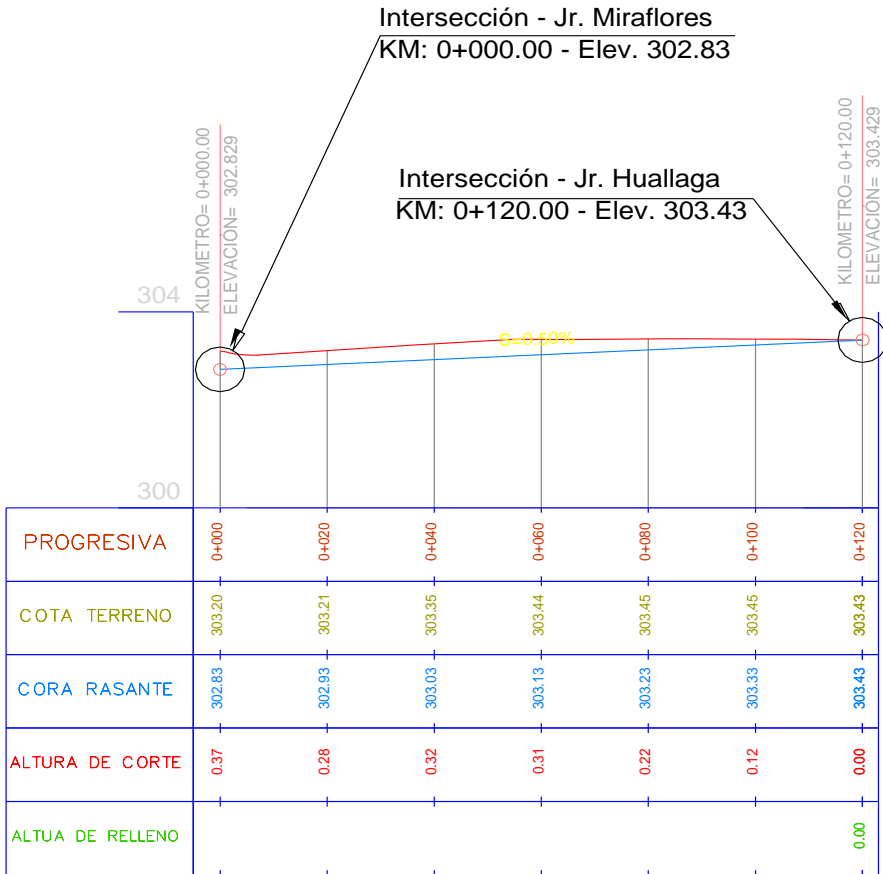 Intersección - Jr. Miraflores
KM: 0+000.00 - Elev. 302.83
KILOMETRO= 0+000.00
ELEVACIÓN= 302.829
Intersección - Jr. Huallaga
KM: 0+120.00 - Elev. 303.43
KILOMETRO= 0+120.00
ELEVACIÓN= 303.429
304
S=0.50%
300
PROGRESIVA 0+000 0+020 0+040 0+060 0+080 0+100 0+120
COTA TERRENO 303.20 303.21 303.35 303.44 303.45 303.45 303.43
CORA RASANTE 302.83 302.93 303.03 303.13 303.23 303.33 303.43
ALTURA DE CORTE 0.37 0.28 0.32 0.31 0.22 0.12 0.00
ALTUA DE RELLENO 0.00